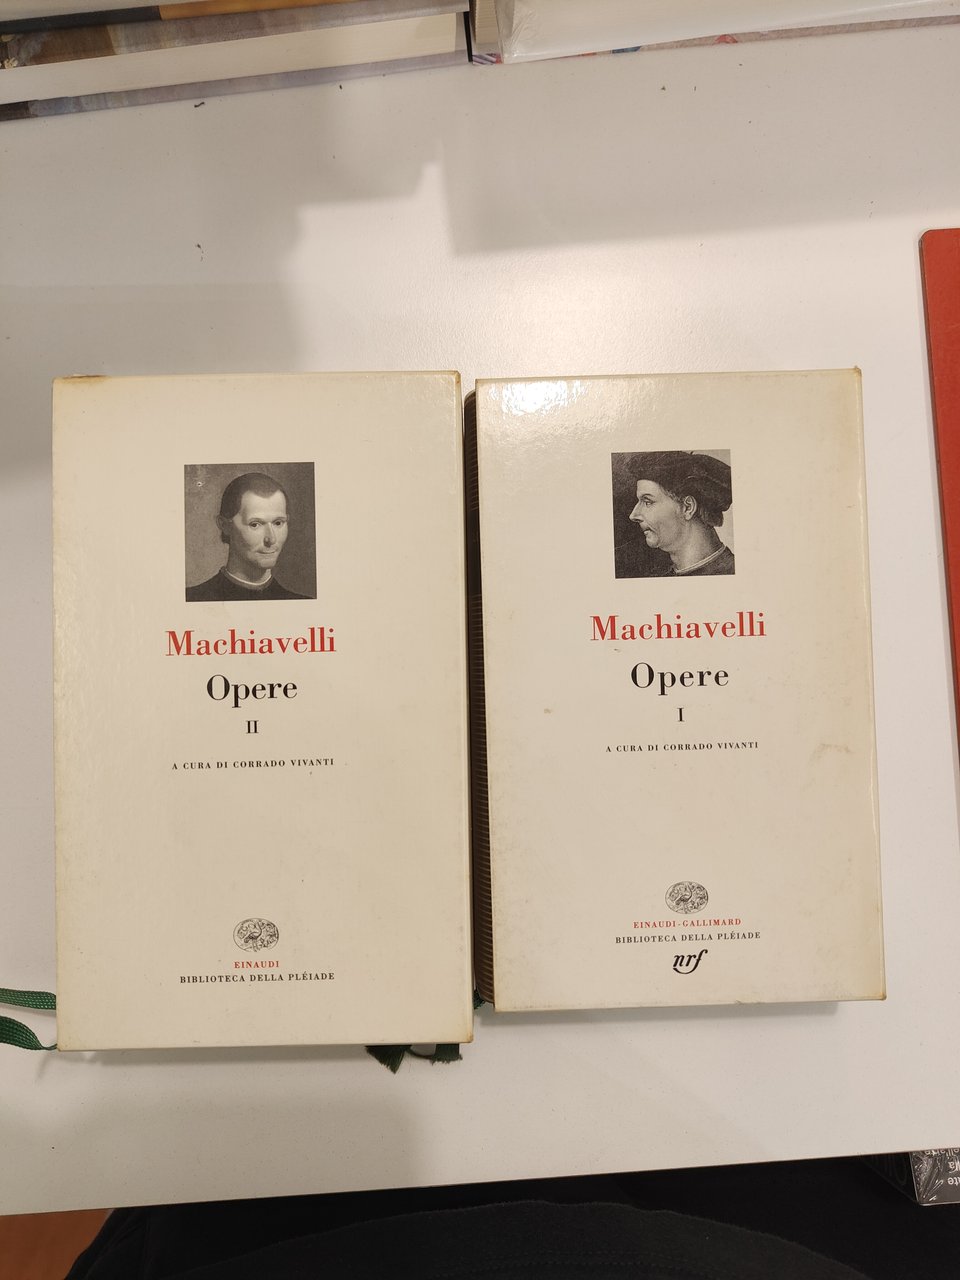 Machiavelli
Opere
II
A CURA DI CORRADO VIVANTI
EINAUDI
BIBLIOTECA DELLA PLÉIADE
Machiavelli
Opere
I
A CURA DI CORRADO VIVANTI
EINAUDI-GALLIMARD
BIBLIOTECA DELLA PLÉIADE
nrf